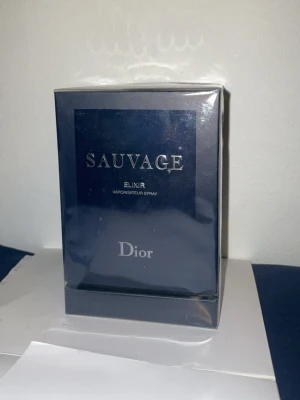 SAUVAGE
ELIXIR
VAPORISATEUR SPRAY
Dior